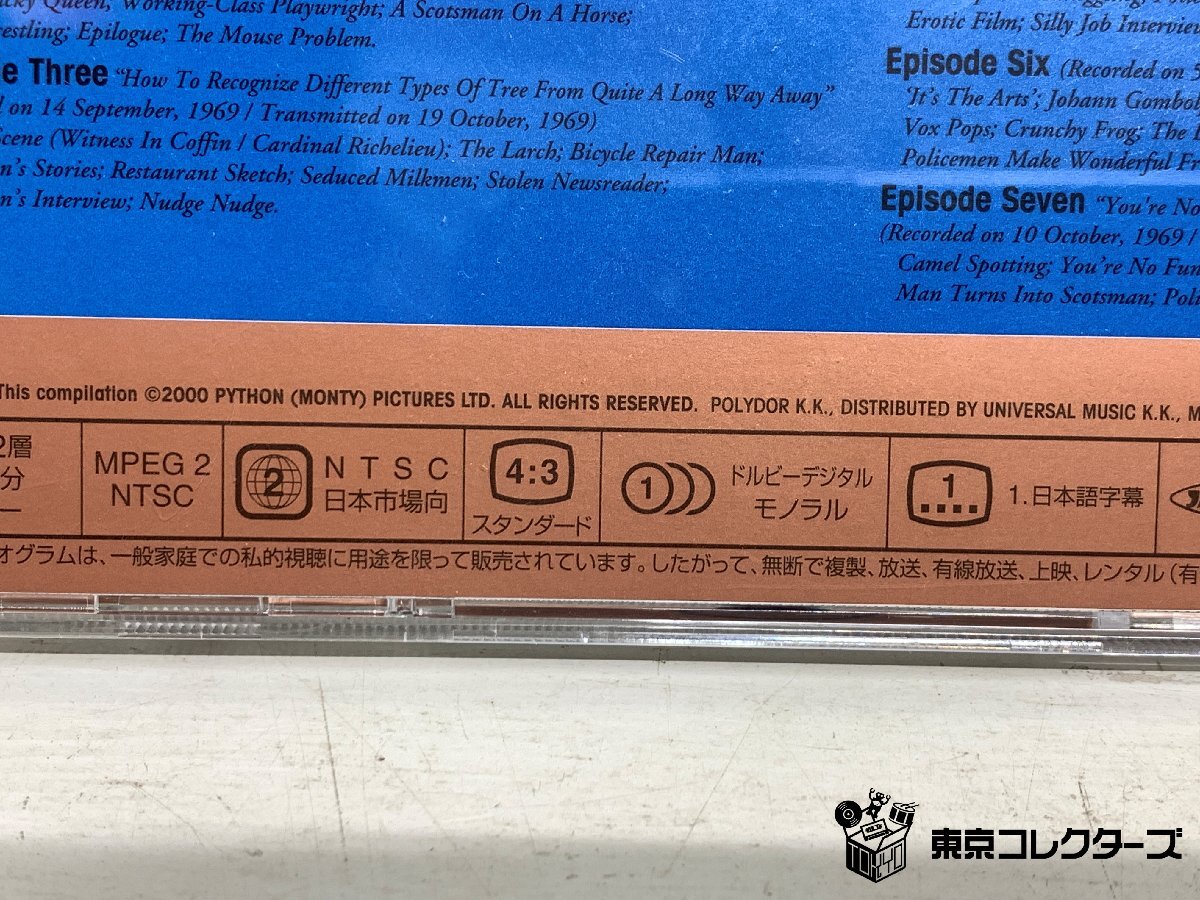 Queen, Working-Class Playwright; A Scotsman On A Horse;
Epilogue; The Mouse Problem.
Three "How To Recognize Different Types Of Tree From Quite A Long Way Away"
on 14 September, 1969 / Transmitted on 19 October, 1969)
Scene (Witness In Coffin / Cardinal Richelieu); The Larch; Bicycle Repair Man;
Stories; Restaurant Sketch; Seduced Milkmen; Stolen Newsreader;
Interview; Nudge Nudge.
Erotic Film; Silly Job
Episode Six (Recorded on
'It's The Arts'; Johann
Vox Pops; Crunchy Frog; The
Policemen Make Wonderful
Episode Seven "You're No
(Recorded on 10 October, 1969 /
Camel Spotting; You're No
Man Turns Into Scotsman;
This compilation ©2000 PYTHON (MONTY) PICTURES LTD. ALL RIGHTS RESERVED. POLYDOR K.K., DISTRIBUTED BY UNIVERSAL MUSIC K.K.,
2層
分
MPEG 2
NTSC
2
NTSC
日本市場向
4:3
スタンダード
1
ドルビーデジタル
モノラル
1
1.日本語字幕
オグラムは、一般家庭での私的視聴に用途を限って販売されています。したがって、無断で複製、放送、有線放送、上映、レンタル(有
TOKYO
東京コレクターズ